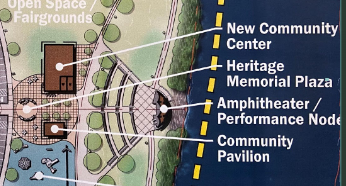 Open Space /
Fairgrounds
New Community
Center
Heritage
Memorial Plaza
Amphitheater /
Performance Node
Community
Pavilion